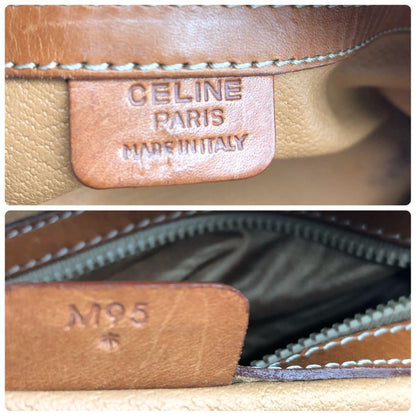 CELINE
PARIS
MADE IN ITALY
M95
*